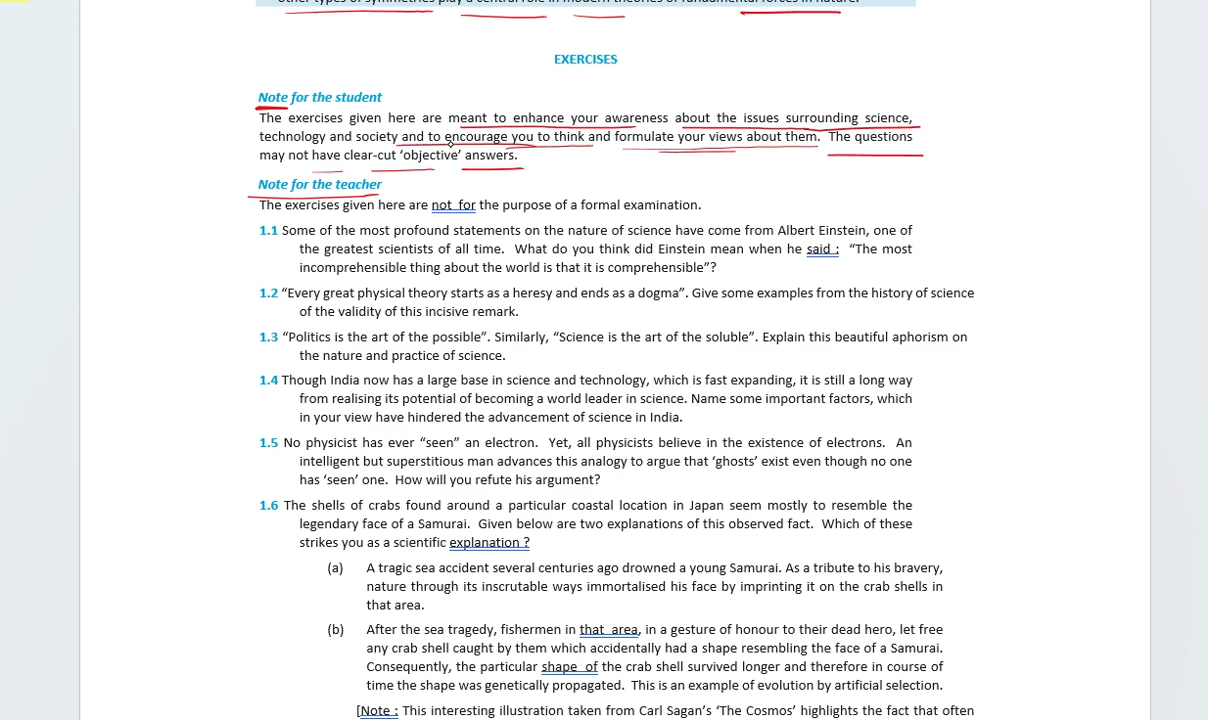 other types of symmetries play a central role in modern theories of fundamental forces in nature.
EXERCISES
Note for the student
The exercises given here are meant to enhance your awareness about the issues surrounding science,
technology and society and to encourage you to think and formulate your views about them. The questions
may not have clear-cut ‘objective’ answers.
Note for the teacher
The exercises given here are not for the purpose of a formal examination.
1.1 Some of the most profound statements on the nature of science have come from Albert Einstein, one of
the greatest scientists of all time. What do you think did Einstein mean when he said : “The most
incomprehensible thing about the world is that it is comprehensible”?
1.2 “Every great physical theory starts as a heresy and ends as a dogma”. Give some examples from the history of science
of the validity of this incisive remark.
1.3 “Politics is the art of the possible”. Similarly, “Science is the art of the soluble”. Explain this beautiful aphorism on
the nature and practice of science.
1.4 Though India now has a large base in science and technology, which is fast expanding, it is still a long way
from realising its potential of becoming a world leader in science. Name some important factors, which
in your view have hindered the advancement of science in India.
1.5 No physicist has ever “seen” an electron. Yet, all physicists believe in the existence of electrons. An
intelligent but superstitious man advances this analogy to argue that ‘ghosts’ exist even though no one
has ‘seen’ one. How will you refute his argument?
1.6 The shells of crabs found around a particular coastal location in Japan seem mostly to resemble the
legendary face of a Samurai. Given below are two explanations of this observed fact. Which of these
strikes you as a scientific explanation ?
(a) A tragic sea accident several centuries ago drowned a young Samurai. As a tribute to his bravery,
nature through its inscrutable ways immortalised his face by imprinting it on the crab shells in
that area.
(b) After the sea tragedy, fishermen in that area, in a gesture of honour to their dead hero, let free
any crab shell caught by them which accidentally had a shape resembling the face of a Samurai.
Consequently, the particular shape of the crab shell survived longer and therefore in course of
time the shape was genetically propagated. This is an example of evolution by artificial selection.
[Note : This interesting illustration taken from Carl Sagan’s ‘The Cosmos’ highlights the fact that often